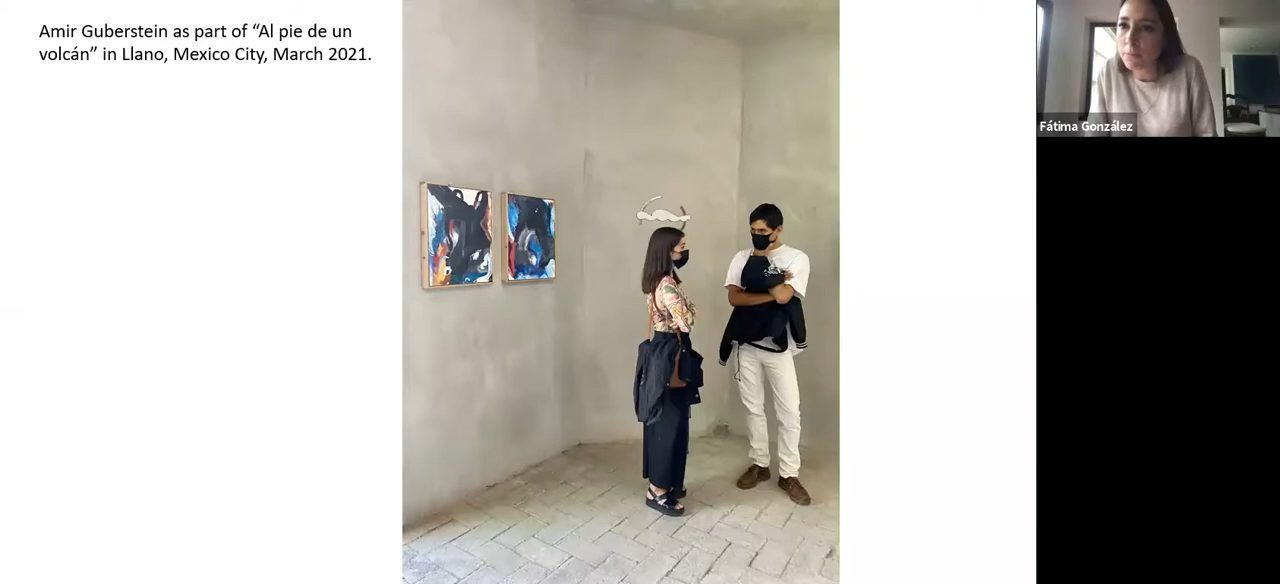 Amir Guberstein as part of “Al pie de un
volcán” in Llano, Mexico City, March 2021.
Fátima González